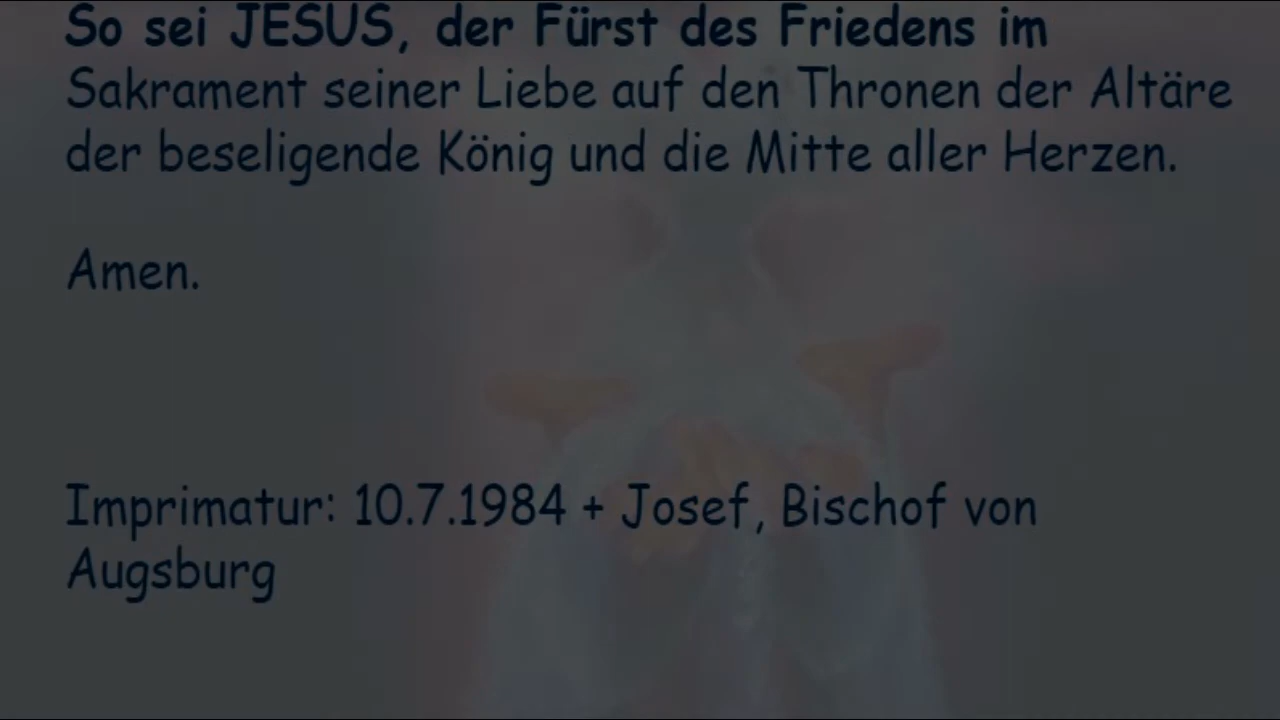 So sei JESUS, der Fürst des Friedens im
Sakrament seiner Liebe auf den Thronen der Altäre
der beseligende König und die Mitte aller Herzen.
Amen.
Imprimatur: 10.7.1984 + Josef, Bischof von
Augsburg